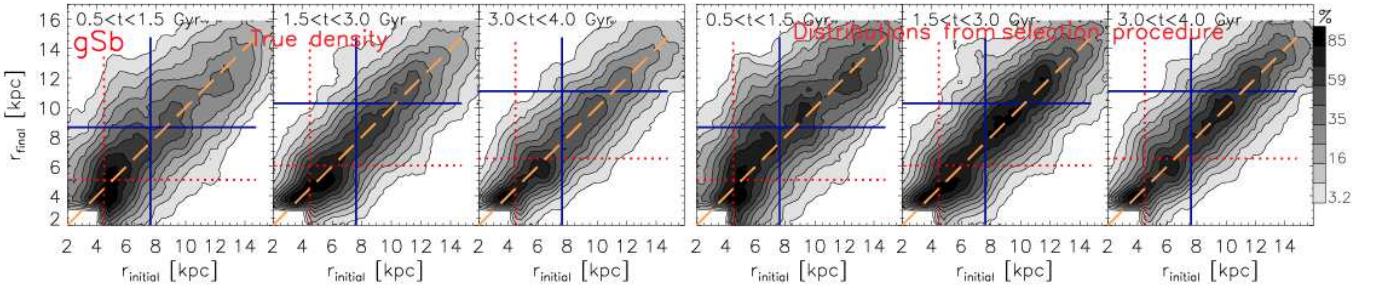 0.5<t<1.5 Gyr 1.5<t<3.0 Gyr 3.0<t<4.0 Gyr 0.5<t<1.5 Gyr 1.5<t<3.0 Gyr 3.0<t<4.0 Gyr %
gSb True density Distributions from selection procedure
16
14
12
10
8
6
4
2
r_final [kpc]
85
59
35
16
3.2
2 4 6 8 10 12 14 2 4 6 8 10 12 14 2 4 6 8 10 12 14 2 4 6 8 10 12 14 2 4 6 8 10 12 14 2 4 6 8 10 12 14
r_initial [kpc] r_initial [kpc] r_initial [kpc] r_initial [kpc] r_initial [kpc] r_initial [kpc]